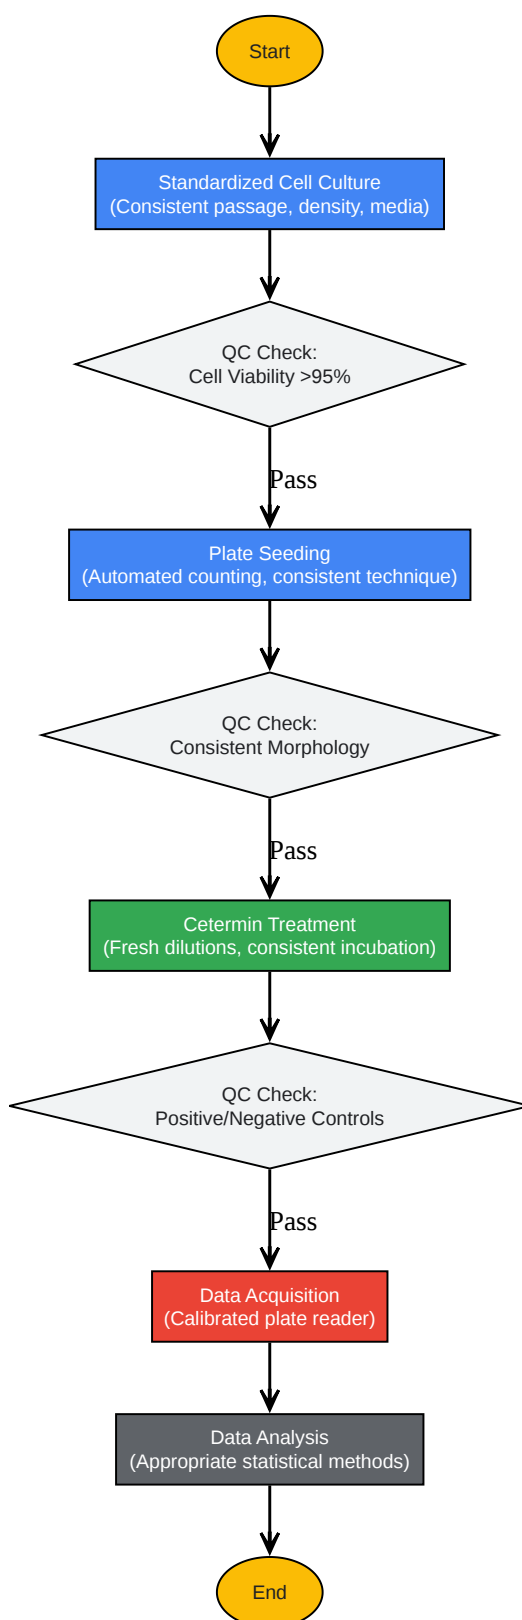 Start
Standardized Cell Culture
(Consistent passage, density, media)
QC Check:
Cell Viability >95%
Pass
Plate Seeding
(Automated counting, consistent technique)
QC Check:
Consistent Morphology
Pass
Cetermin Treatment
(Fresh dilutions, consistent incubation)
QC Check:
Positive/Negative Controls
Pass
Data Acquisition
(Calibrated plate reader)
Data Analysis
(Appropriate statistical methods)
End